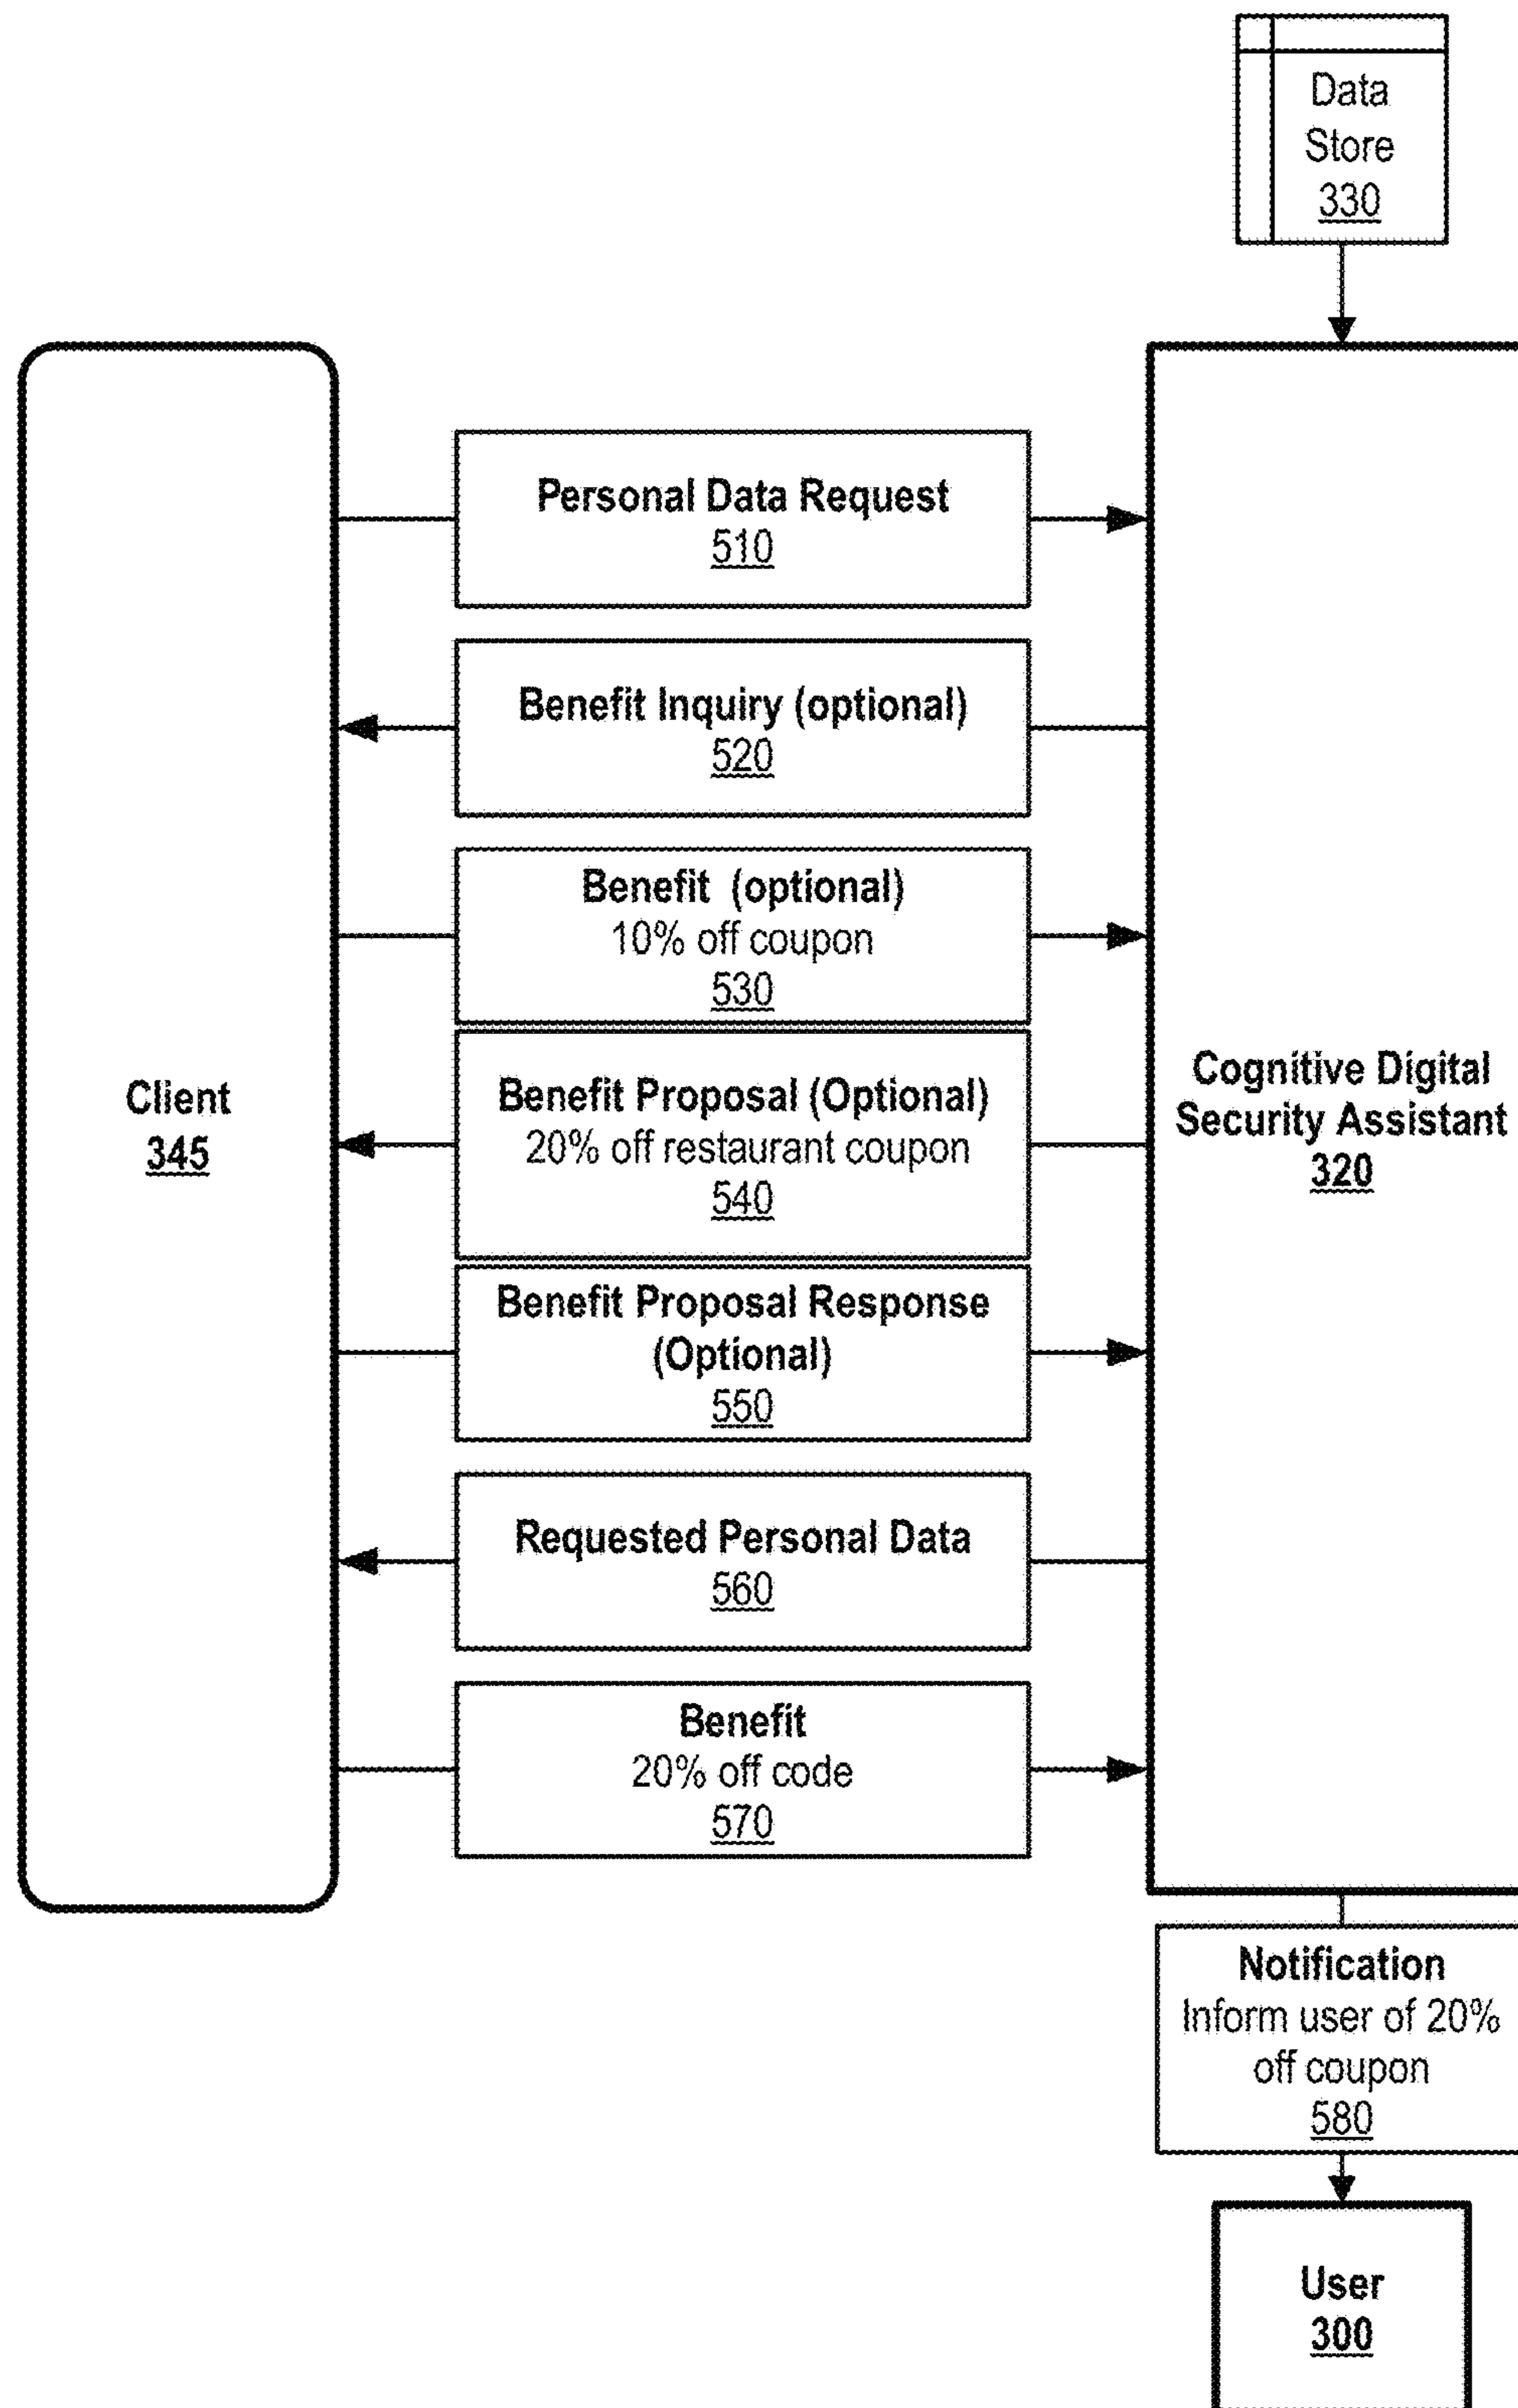 Data
Store
330
Personal Data Request
510
Benefit Inquiry (optional)
520
Benefit (optional)
10% off coupon
530
Client
345
Benefit Proposal (Optional)
20% off restaurant coupon
540
Cognitive Digital
Security Assistant
320
Benefit Proposal Response
(Optional)
550
Requested Personal Data
560
Benefit
20% off code
570
Notification
Inform user of 20%
off coupon
580
User
300